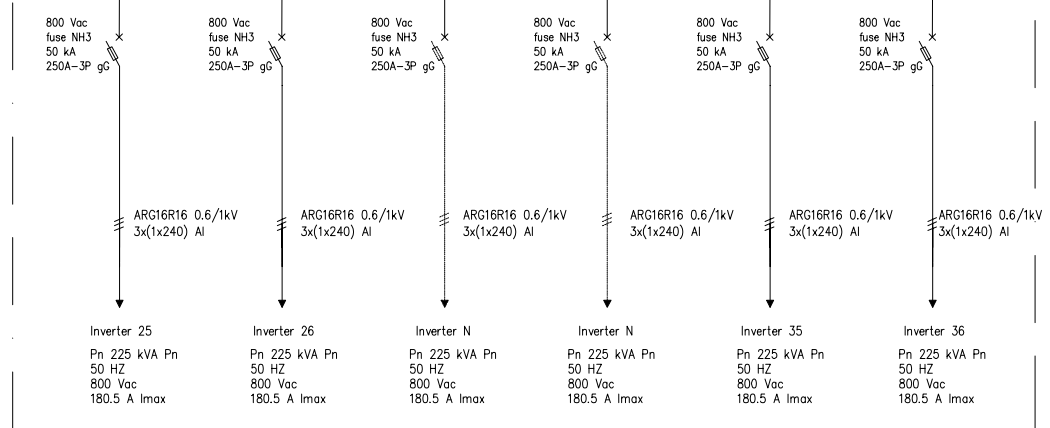 800 Vac
fuse NH3
50 kA
250A-3P gG
800 Vac
fuse NH3
50 kA
250A-3P gG
800 Vac
fuse NH3
50 kA
250A-3P gG
800 Vac
fuse NH3
50 kA
250A-3P gG
800 Vac
fuse NH3
50 kA
250A-3P gG
800 Vac
fuse NH3
50 kA
250A-3P gG
ARG16R16 0.6/1kV
3x(1x240) Al
ARG16R16 0.6/1kV
3x(1x240) Al
ARG16R16 0.6/1kV
3x(1x240) Al
ARG16R16 0.6/1kV
3x(1x240) Al
ARG16R16 0.6/1kV
3x(1x240) Al
ARG16R16 0.6/1kV
3x(1x240) Al
Inverter 25
Pn 225 kVA Pn
50 HZ
800 Vac
180.5 A Imax
Inverter 26
Pn 225 kVA Pn
50 HZ
800 Vac
180.5 A Imax
Inverter N
Pn 225 kVA Pn
50 HZ
800 Vac
180.5 A Imax
Inverter N
Pn 225 kVA Pn
50 HZ
800 Vac
180.5 A Imax
Inverter 35
Pn 225 kVA Pn
50 HZ
800 Vac
180.5 A Imax
Inverter 36
Pn 225 kVA Pn
50 HZ
800 Vac
180.5 A Imax